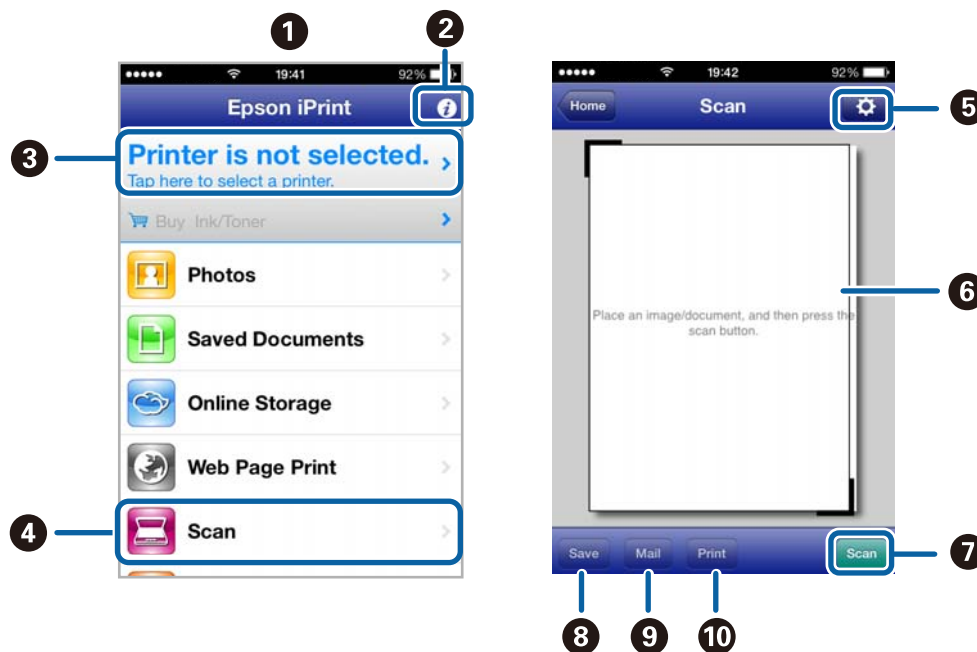 1
2
19:41
92%
Epson iPrint
i
3
Printer is not selected.
Tap here to select a printer.
Buy Ink/Toner
Photos
Saved Documents
Online Storage
Web Page Print
4
Scan
19:42
92%
Home
Scan
5
6
Place an image/document, and then press the
scan button.
Save
Mail
Print
Scan
7
8
9
10